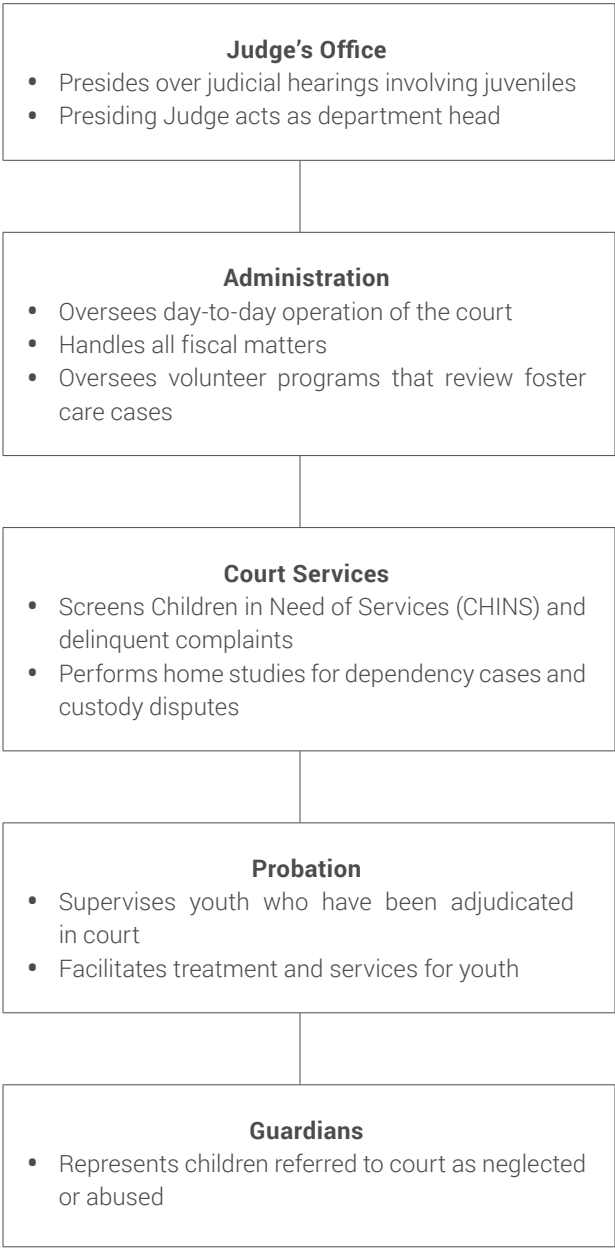 Judge's Office
• Presides over judicial hearings involving juveniles
• Presiding Judge acts as department head
Administration
• Oversees day-to-day operation of the court
• Handles all fiscal matters
• Oversees volunteer programs that review foster
care cases
Court Services
• Screens Children in Need of Services (CHINS) and
delinquent complaints
• Performs home studies for dependency cases and
custody disputes
Probation
• Supervises youth who have been adjudicated
in court
• Facilitates treatment and services for youth
Guardians
• Represents children referred to court as neglected
or abused